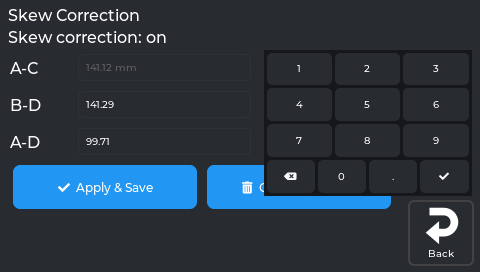 Skew Correction
Skew correction: on
A-C 141.12 mm
B-D 141.29
A-D 99.71
1 2 3
4 5 6
7 8 9
0 .
Apply & Save
Back